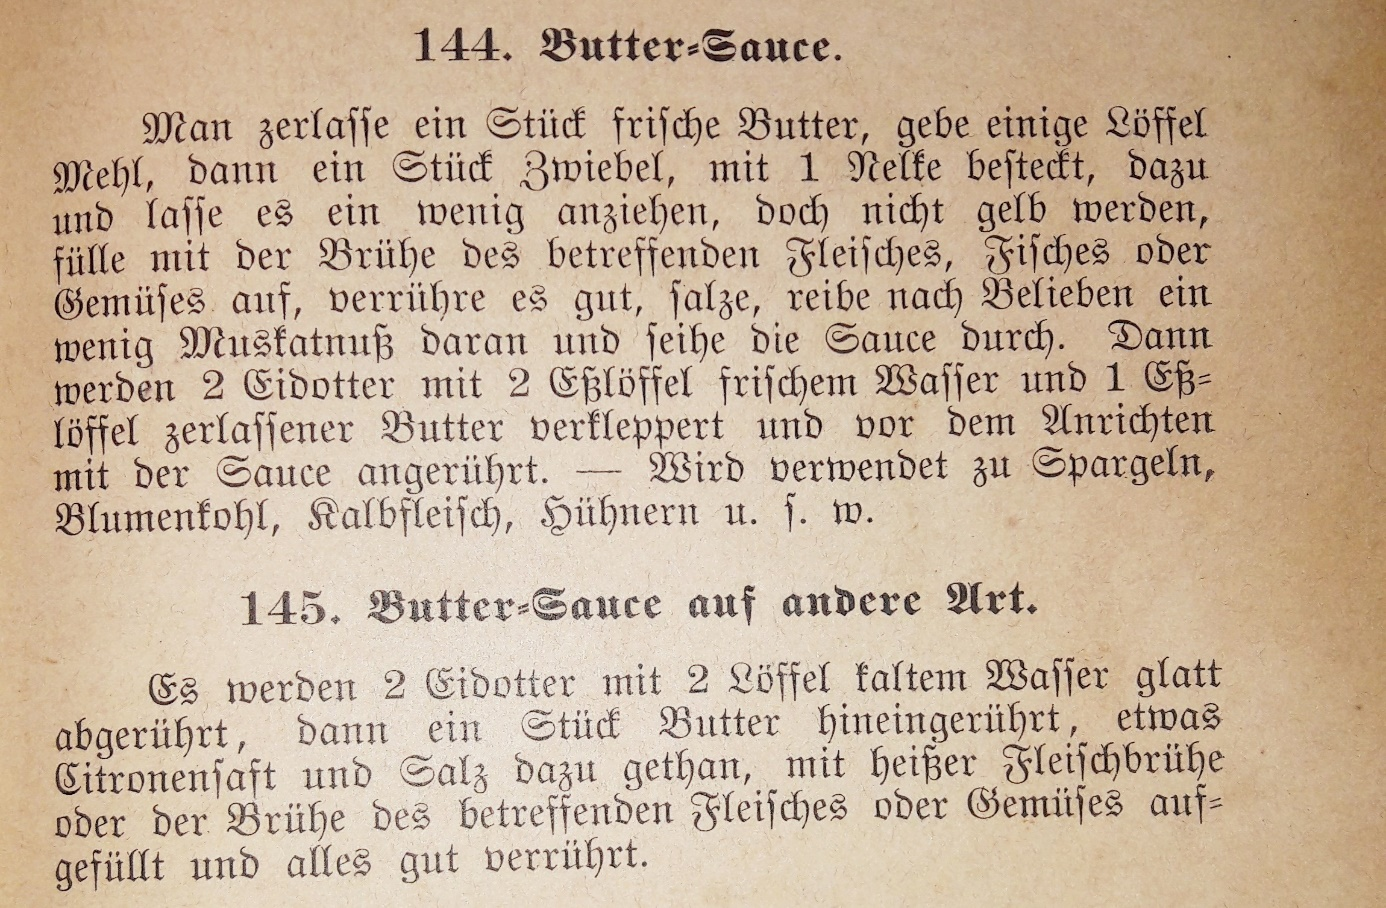 144. Butter-Sauce.
Man zerlasse ein Stück frische Butter, gebe einige Löffel
Mehl, dann ein Stück Zwiebel, mit 1 Nelke besteckt, dazu
und lasse es ein wenig anziehen, doch nicht gelb werden,
fülle mit der Brühe des betreffenden Fleisches, Fisches oder
Gemüses auf, verrühre es gut, salze, reibe nach Belieben ein
wenig Muskatnuß daran und seihe die Sauce durch. Dann
werden 2 Eidotter mit 2 Eßlöffel frischem Wasser und 1 Eß-
löffel zerlassener Butter verkleppert und vor dem Anrichten
mit der Sauce angerührt. — Wird verwendet zu Spargeln,
Blumenkohl, Kalbfleisch, Hühnern u. s. w.
145. Butter-Sauce auf andere Art.
Es werden 2 Eidotter mit 2 Löffel kaltem Wasser glatt
abgerührt, dann ein Stück Butter hineingerührt, etwas
Citronensaft und Salz dazu gethan, mit heißer Fleischbrühe
oder der Brühe des betreffenden Fleisches oder Gemüses auf-
gefüllt und alles gut verrührt.